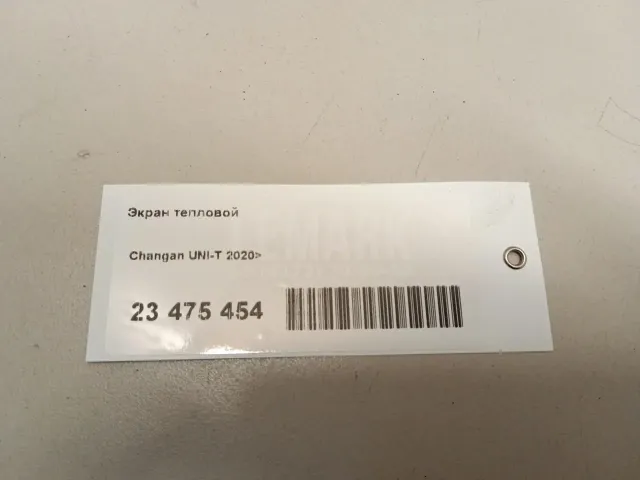 Экран тепловой
Changan UNI-T 2020>
23 475 454